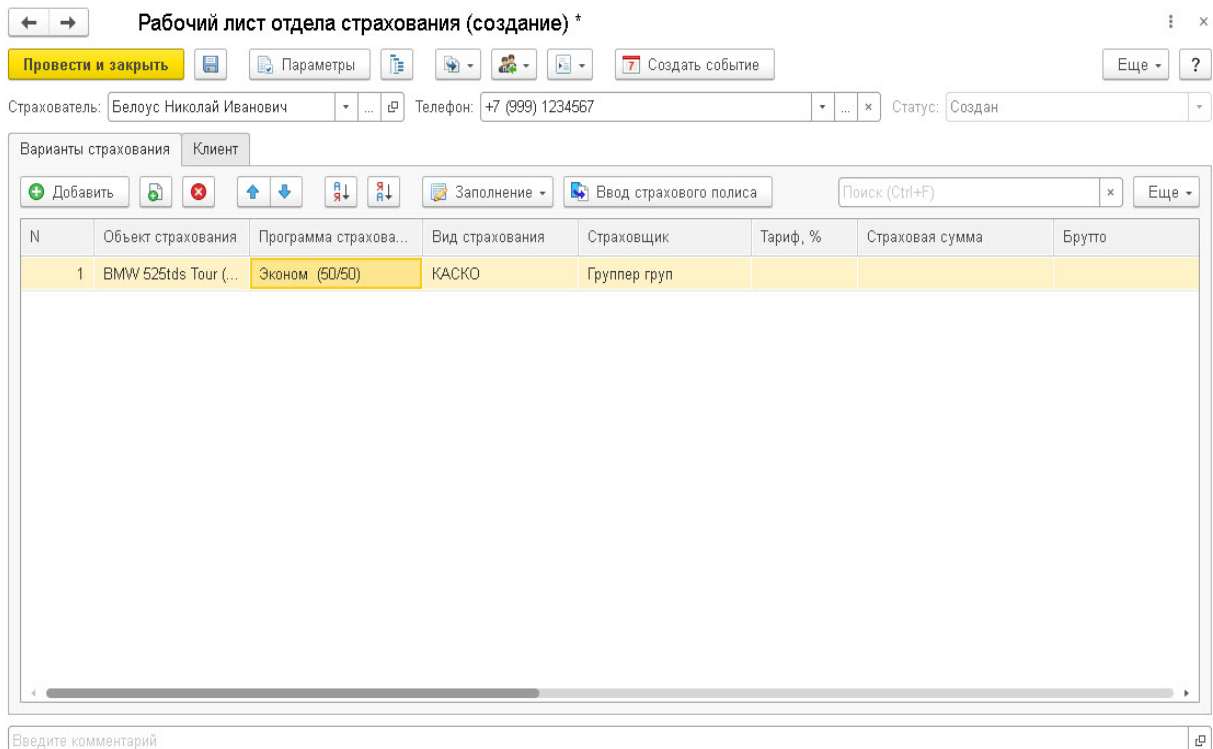 Рабочий лист отдела страхования (создание) *
Провести и закрыть Параметры 7 Создать событие Еще ?
Страхователь: Белоус Николай Иванович ... Телефон: +7 (999) 1234567 ... × Статус: Создан
Варианты страхования Клиент
Добавить Заполнение Ввод страхового полиса Поиск (Ctrl+F) × Еще
N Объект страхования Программа страхова... Вид страхования Страховщик Тариф, % Страховая сумма Брутто
1 BMW 525tds Tour (... Эконом (50/50) КАСКО Группер груп
Введите комментарий